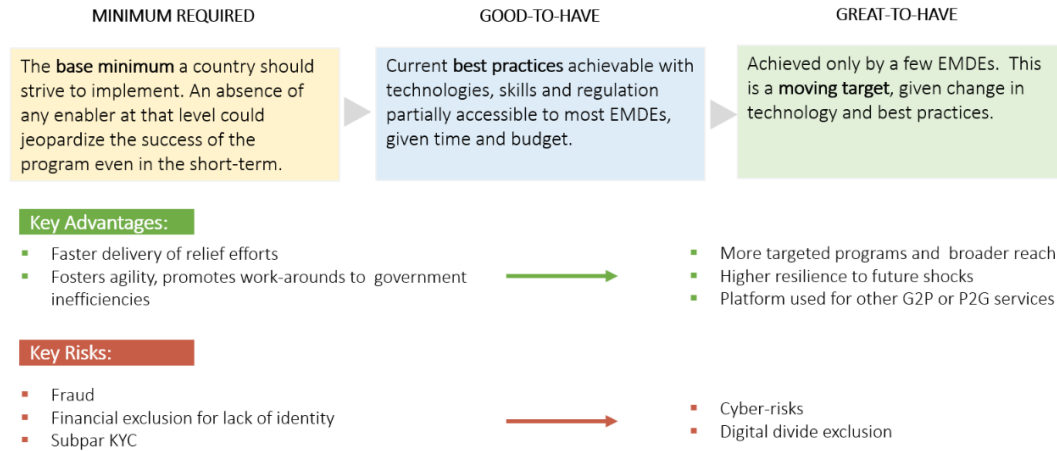 MINIMUM REQUIRED
GOOD-TO-HAVE
GREAT-TO-HAVE
The base minimum a country should
strive to implement. An absence of
any enabler at that level could
jeopardize the success of the
program even in the short-term.
Current best practices achievable with
technologies, skills and regulation
partially accessible to most EMDEs,
given time and budget.
Achieved only by a few EMDEs.  This
is a moving target, given change in
technology and best practices.
Key Advantages:
▪ Faster delivery of relief efforts
▪ Fosters agility, promotes work-arounds to  government
inefficiencies
▪ More targeted programs and  broader reach
▪ Higher resilience to future shocks
▪ Platform used for other G2P or P2G services
Key Risks:
▪ Fraud
▪ Financial exclusion for lack of identity
▪ Subpar KYC
▪ Cyber-risks
▪ Digital divide exclusion